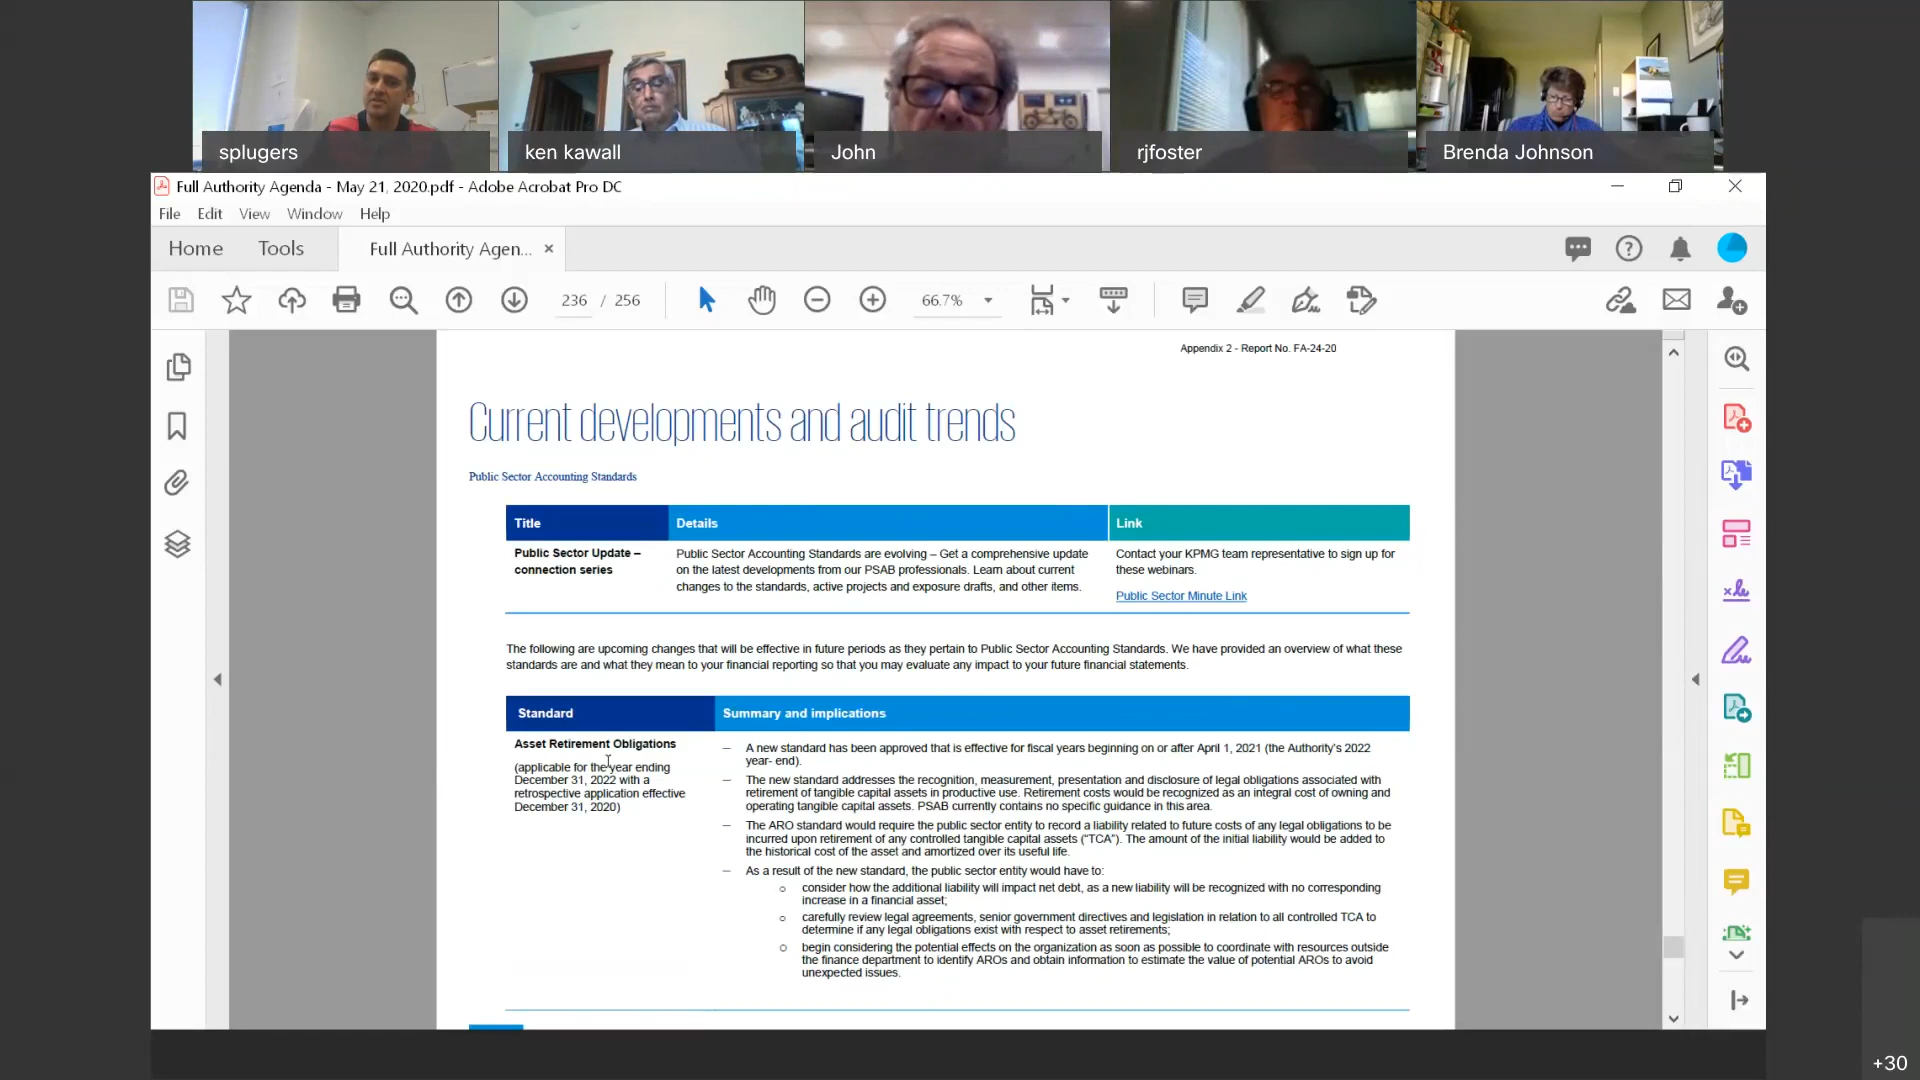 splugers
ken kawall
John
rjfoster
Brenda Johnson
Full Authority Agenda - May 21, 2020.pdf - Adobe Acrobat Pro DC
File Edit View Window Help
Home Tools Full Authority Agen... ×
236 / 256 66.7%
Appendix 2 - Report No. FA-24-20
Current developments and audit trends
Public Sector Accounting Standards
Title Details Link
Public Sector Update –
connection series
Public Sector Accounting Standards are evolving – Get a comprehensive update
on the latest developments from our PSAB professionals. Learn about current
changes to the standards, active projects and exposure drafts, and other items.
Contact your KPMG team representative to sign up for
these webinars.
Public Sector Minute Link
The following are upcoming changes that will be effective in future periods as they pertain to Public Sector Accounting Standards. We have provided an overview of what these
standards are and what they mean to your financial reporting so that you may evaluate any impact to your future financial statements.
Standard Summary and implications
Asset Retirement Obligations
(applicable for the year ending
December 31, 2022 with a
retrospective application effective
December 31, 2020)
– A new standard has been approved that is effective for fiscal years beginning on or after April 1, 2021 (the Authority's 2022
year- end).
– The new standard addresses the recognition, measurement, presentation and disclosure of legal obligations associated with
retirement of tangible capital assets in productive use. Retirement costs would be recognized as an integral cost of owning and
operating tangible capital assets. PSAB currently contains no specific guidance in this area.
– The ARO standard would require the public sector entity to record a liability related to future costs of any legal obligations to be
incurred upon retirement of any controlled tangible capital assets ("TCA"). The amount of the initial liability would be added to
the historical cost of the asset and amortized over its useful life.
– As a result of the new standard, the public sector entity would have to:
o consider how the additional liability will impact net debt, as a new liability will be recognized with no corresponding
increase in a financial asset;
o carefully review legal agreements, senior government directives and legislation in relation to all controlled TCA to
determine if any legal obligations exist with respect to asset retirements;
o begin considering the potential effects on the organization as soon as possible to coordinate with resources outside
the finance department to identify AROs and obtain information to estimate the value of potential AROs to avoid
unexpected issues.
+30